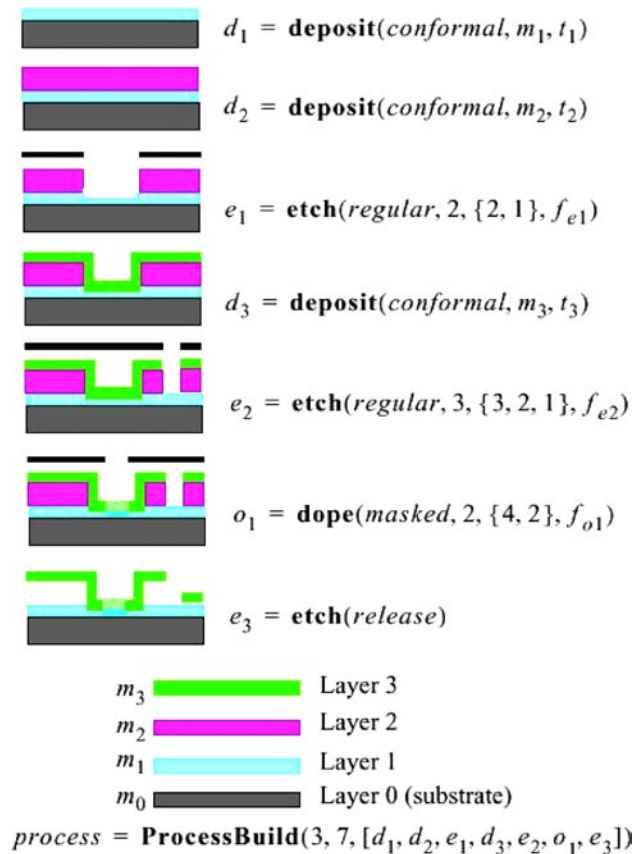 d₁ = deposit(conformal, m₁, t₁)
d₂ = deposit(conformal, m₂, t₂)
e₁ = etch(regular, 2, {2, 1}, fₑ₁)
d₃ = deposit(conformal, m₃, t₃)
e₂ = etch(regular, 3, {3, 2, 1}, fₑ₂)
o₁ = dope(masked, 2, {4, 2}, fₒ₁)
e₃ = etch(release)
m₃ Layer 3
m₂ Layer 2
m₁ Layer 1
m₀ Layer 0 (substrate)
process = ProcessBuild(3, 7, [d₁, d₂, e₁, d₃, e₂, o₁, e₃])